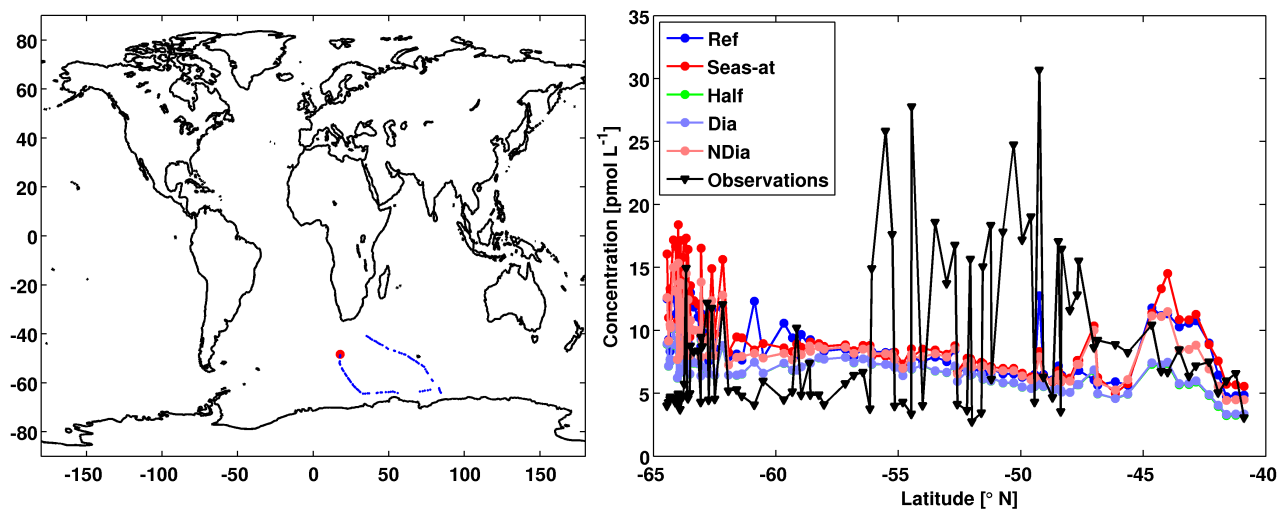 80
60
40
20
0
-20
-40
-60
-80
-150 -100 -50 0 50 100 150
35
30
25
20
15
10
5
0
Concentration [pmol L⁻¹]
Ref
Seas-at
Half
Dia
NDia
Observations
-65 -60 -55 -50 -45 -40
Latitude [° N]